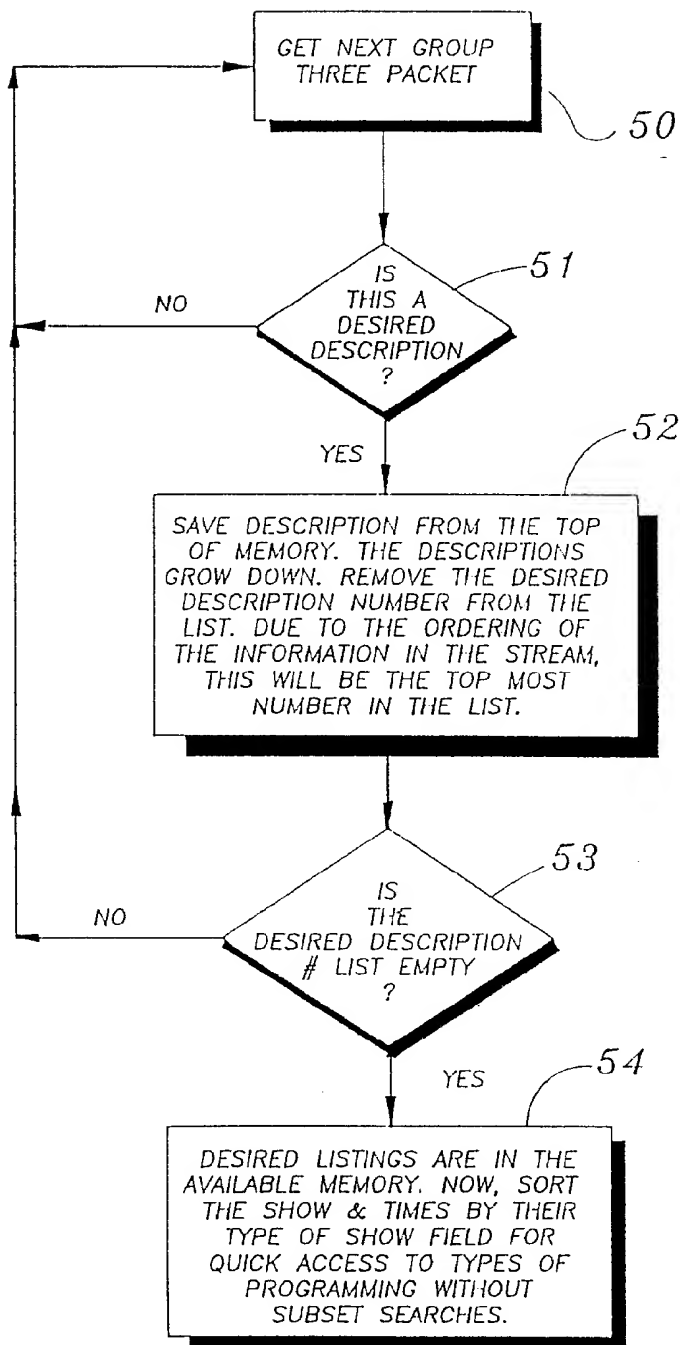 GET NEXT GROUP
THREE PACKET
50
IS
THIS A
DESIRED
DESCRIPTION
?
51
NO
YES
52
SAVE DESCRIPTION FROM THE TOP
OF MEMORY. THE DESCRIPTIONS
GROW DOWN. REMOVE THE DESIRED
DESCRIPTION NUMBER FROM THE
LIST. DUE TO THE ORDERING OF
THE INFORMATION IN THE STREAM,
THIS WILL BE THE TOP MOST
NUMBER IN THE LIST.
53
IS
THE
DESIRED DESCRIPTION
# LIST EMPTY
?
NO
YES
54
DESIRED LISTINGS ARE IN THE
AVAILABLE MEMORY. NOW, SORT
THE SHOW & TIMES BY THEIR
TYPE OF SHOW FIELD FOR
QUICK ACCESS TO TYPES OF
PROGRAMMING WITHOUT
SUBSET SEARCHES.